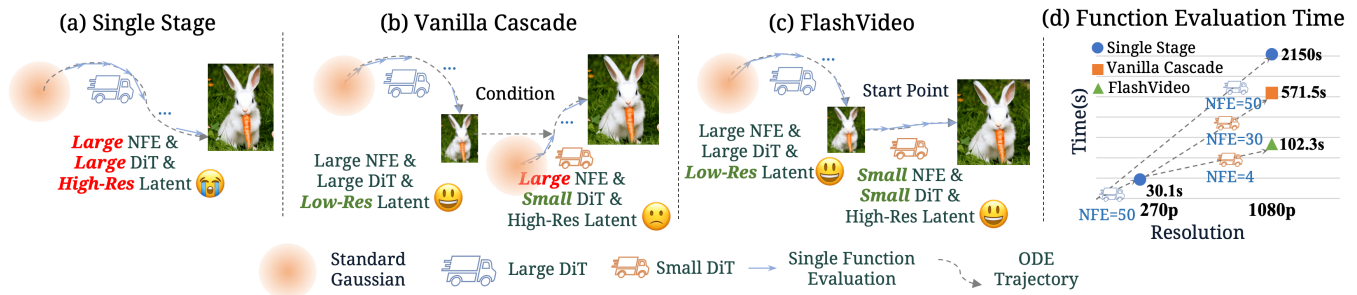 (a) Single Stage
...
Large NFE &
Large DiT &
High-Res Latent
(b) Vanilla Cascade
...
Condition
...
Large NFE &
Large DiT &
Low-Res Latent
Large NFE &
Small DiT &
High-Res Latent
(c) FlashVideo
...
Start Point
Large NFE &
Large DiT &
Low-Res Latent
Small NFE &
Small DiT &
High-Res Latent
(d) Function Evaluation Time
Single Stage
Vanilla Cascade
FlashVideo
2150s
NFE=50
571.5s
NFE=30
102.3s
NFE=4
30.1s
NFE=50
270p
1080p
Time(s)
Resolution
Standard
Gaussian
Large DiT
Small DiT
Single Function
Evaluation
ODE
Trajectory